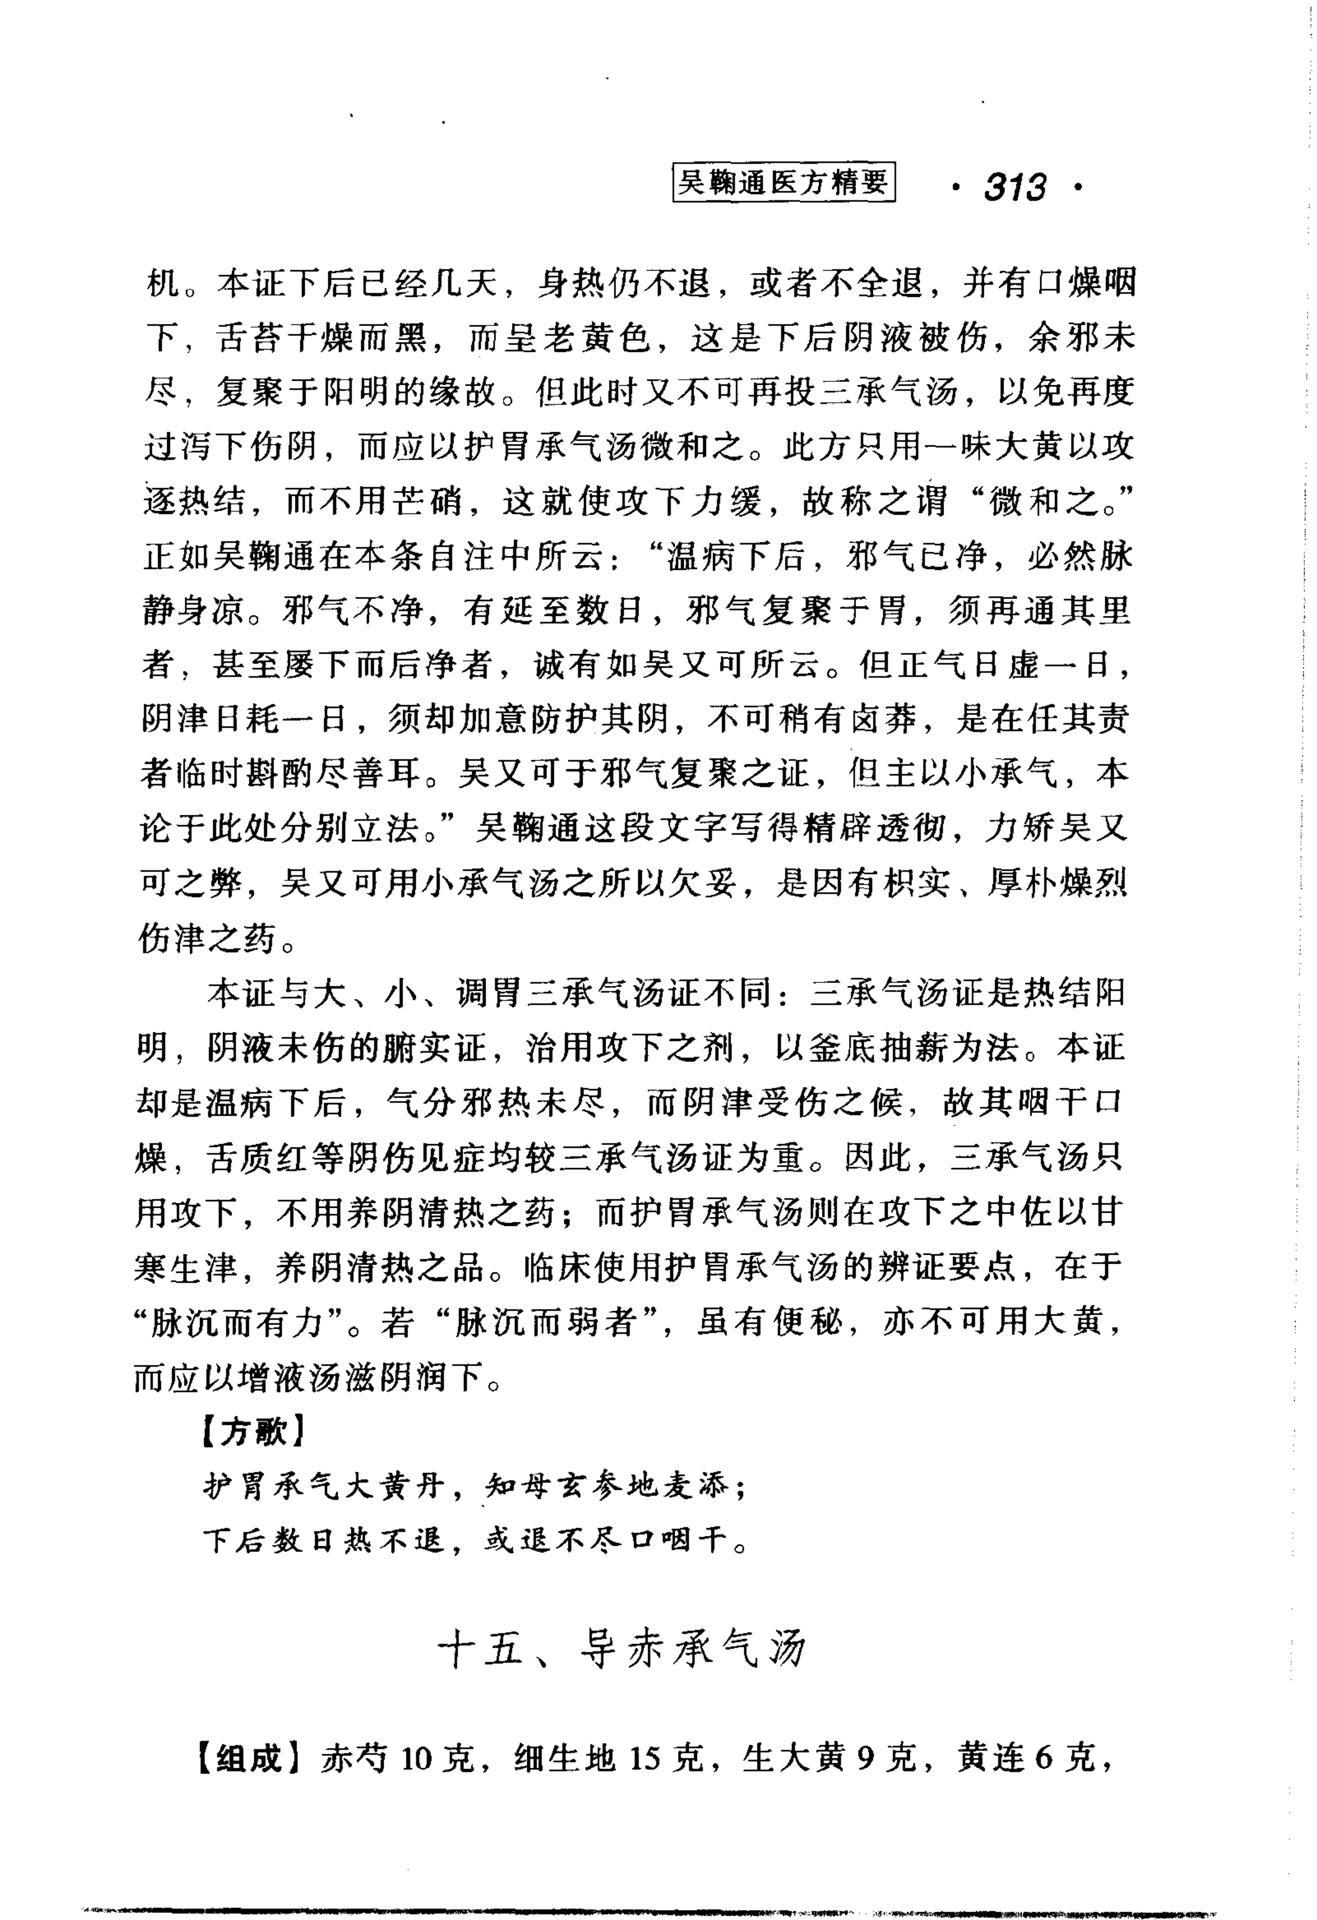 吴鞠通医方精要 · 313 ·
机。本证下后已经几天，身热仍不退，或者不全退，并有口燥咽
下，舌苔干燥而黑，而呈老黄色，这是下后阴液被伤，余邪未
尽，复聚于阳明的缘故。但此时又不可再投三承气汤，以免再度
过泻下伤阴，而应以护胃承气汤微和之。此方只用一味大黄以攻
逐热结，而不用芒硝，这就使攻下力缓，故称之谓“微和之。”
正如吴鞠通在本条自注中所云：“温病下后，邪气已净，必然脉
静身凉。邪气不净，有延至数日，邪气复聚于胃，须再通其里
者，甚至屡下而后净者，诚有如吴又可所云。但正气日虚一日，
阴津日耗一日，须却加意防护其阴，不可稍有卤莽，是在任其责
者临时斟酌尽善耳。吴又可于邪气复聚之证，但主以小承气，本
论于此处分别立法。”吴鞠通这段文字写得精辟透彻，力矫吴又
可之弊，吴又可用小承气汤之所以欠妥，是因有枳实、厚朴燥烈
伤津之药。
本证与大、小、调胃三承气汤证不同：三承气汤证是热结阳
明，阴液未伤的腑实证，治用攻下之剂，以釜底抽薪为法。本证
却是温病下后，气分邪热未尽，而阴津受伤之候，故其咽干口
燥，舌质红等阴伤见症均较三承气汤证为重。因此，三承气汤只
用攻下，不用养阴清热之药；而护胃承气汤则在攻下之中佐以甘
寒生津，养阴清热之品。临床使用护胃承气汤的辨证要点，在于
“脉沉而有力”。若“脉沉而弱者”，虽有便秘，亦不可用大黄，
而应以增液汤滋阴润下。
【方歌】
护胃承气大黄丹，知母玄参地麦添；
下后数日热不退，或退不尽口咽干。
十五、导赤承气汤
【组成】赤芍 10 克，细生地 15 克，生大黄 9 克，黄连 6 克，